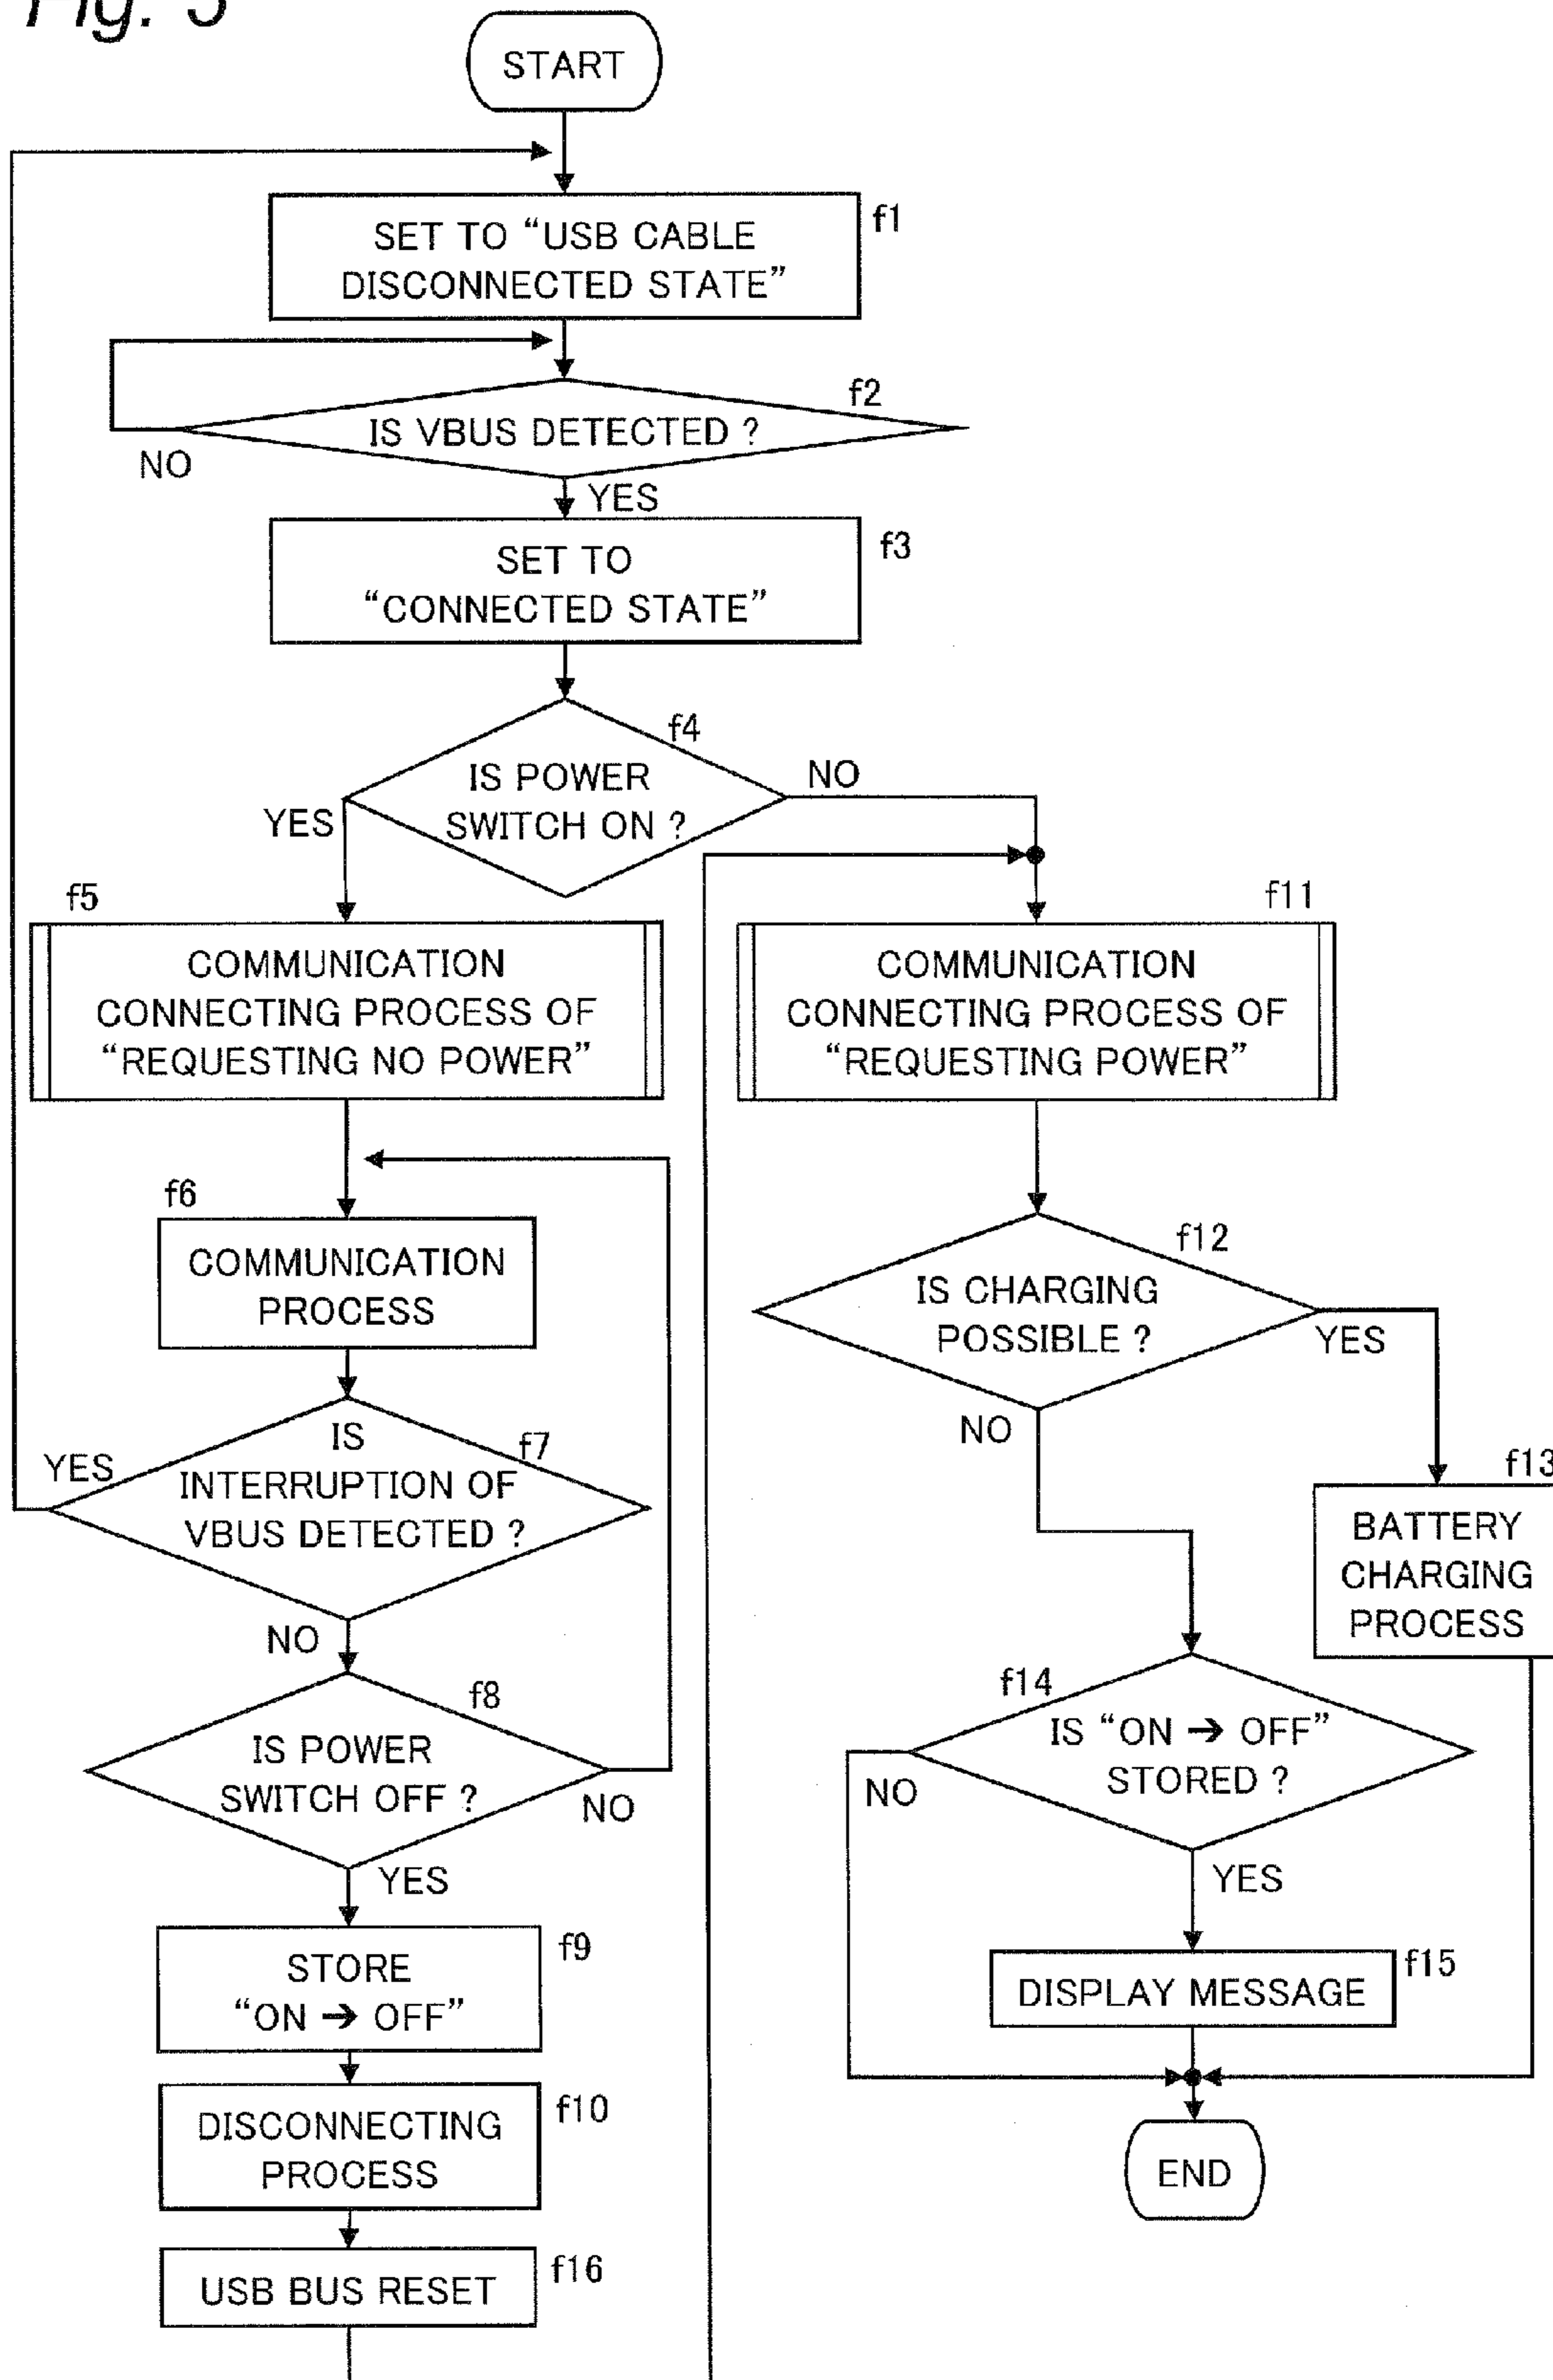 Fig. 5
START
SET TO “USB CABLE
DISCONNECTED STATE”
f1
f2
IS VBUS DETECTED ?
NO
YES
SET TO
“CONNECTED STATE”
f3
f4
IS POWER
SWITCH ON ?
YES
NO
f5
COMMUNICATION
CONNECTING PROCESS OF
“REQUESTING NO POWER”
f11
COMMUNICATION
CONNECTING PROCESS OF
“REQUESTING POWER”
f6
COMMUNICATION
PROCESS
f7
IS
INTERRUPTION OF
VBUS DETECTED ?
YES
NO
f8
IS POWER
SWITCH OFF ?
NO
YES
STORE
“ON → OFF”
f9
DISCONNECTING
PROCESS
f10
USB BUS RESET
f16
f12
IS CHARGING
POSSIBLE ?
YES
NO
f13
BATTERY
CHARGING
PROCESS
f14
IS “ON → OFF”
STORED ?
NO
YES
DISPLAY MESSAGE
f15
END